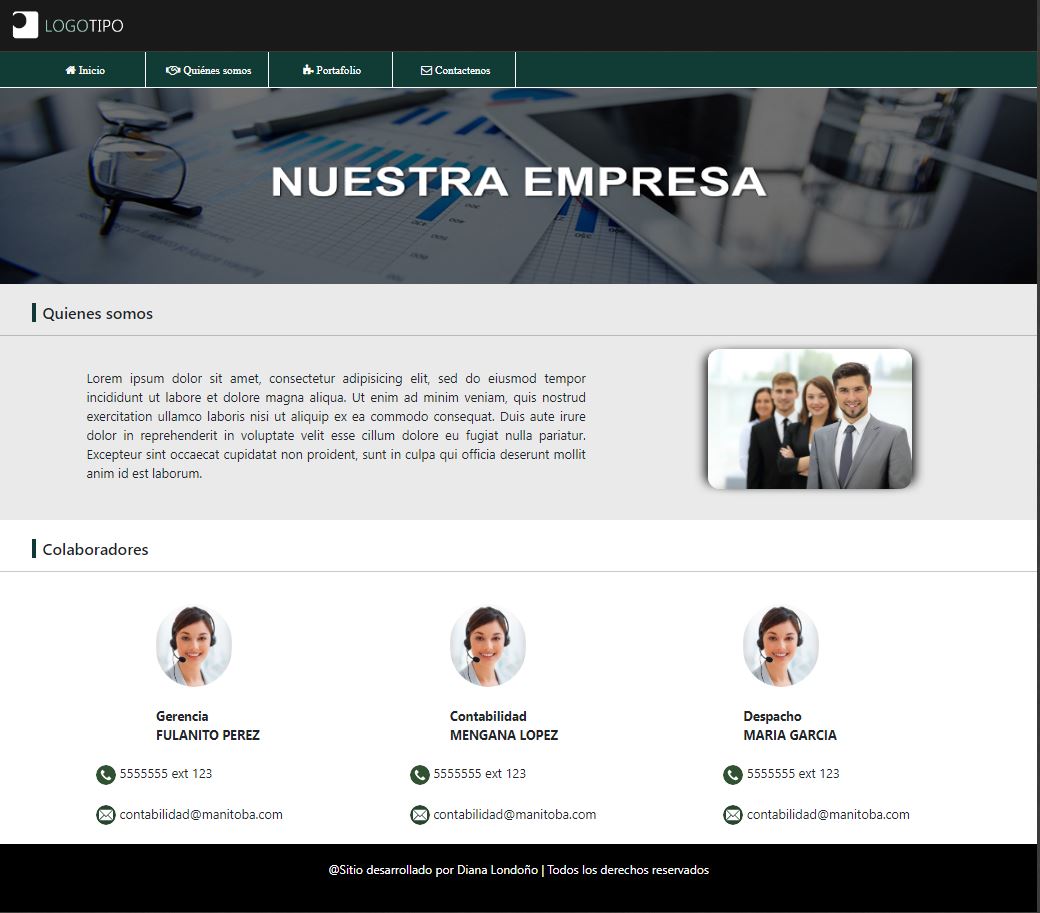 LOGOTIPO
Inicio
Quiénes somos
Portafolio
Contactenos
NUESTRA EMPRESA
Quienes somos
Lorem ipsum dolor sit amet, consectetur adipisicing elit, sed do eiusmod tempor
incididunt ut labore et dolore magna aliqua. Ut enim ad minim veniam, quis nostrud
exercitation ullamco laboris nisi ut aliquip ex ea commodo consequat. Duis aute irure
dolor in reprehenderit in voluptate velit esse cillum dolore eu fugiat nulla pariatur.
Excepteur sint occaecat cupidatat non proident, sunt in culpa qui officia deserunt mollit
anim id est laborum.
Colaboradores
Gerencia
FULANITO PEREZ
5555555 ext 123
contabilidad@manitoba.com
Contabilidad
MENGANA LOPEZ
5555555 ext 123
contabilidad@manitoba.com
Despacho
MARIA GARCIA
5555555 ext 123
contabilidad@manitoba.com
@Sitio desarrollado por Diana Londoño | Todos los derechos reservados